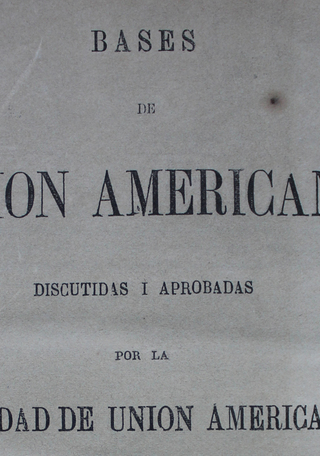 BASES
DE
ION AMERICAN
DISCUTIDAS I APROBADAS
POR LA
DAD DE UNION AMERICA